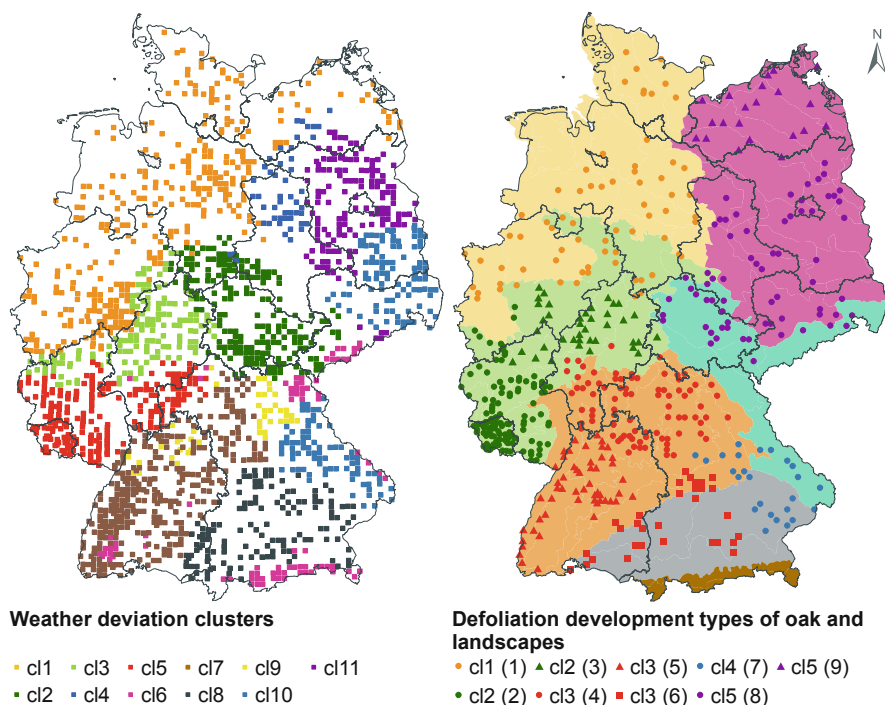 N
Weather deviation clusters
cl1 cl3 cl5 cl7 cl9 cl11
cl2 cl4 cl6 cl8 cl10
Defoliation development types of oak and
landscapes
cl1 (1) cl2 (3) cl3 (5) cl4 (7) cl5 (9)
cl2 (2) cl3 (4) cl3 (6) cl5 (8)